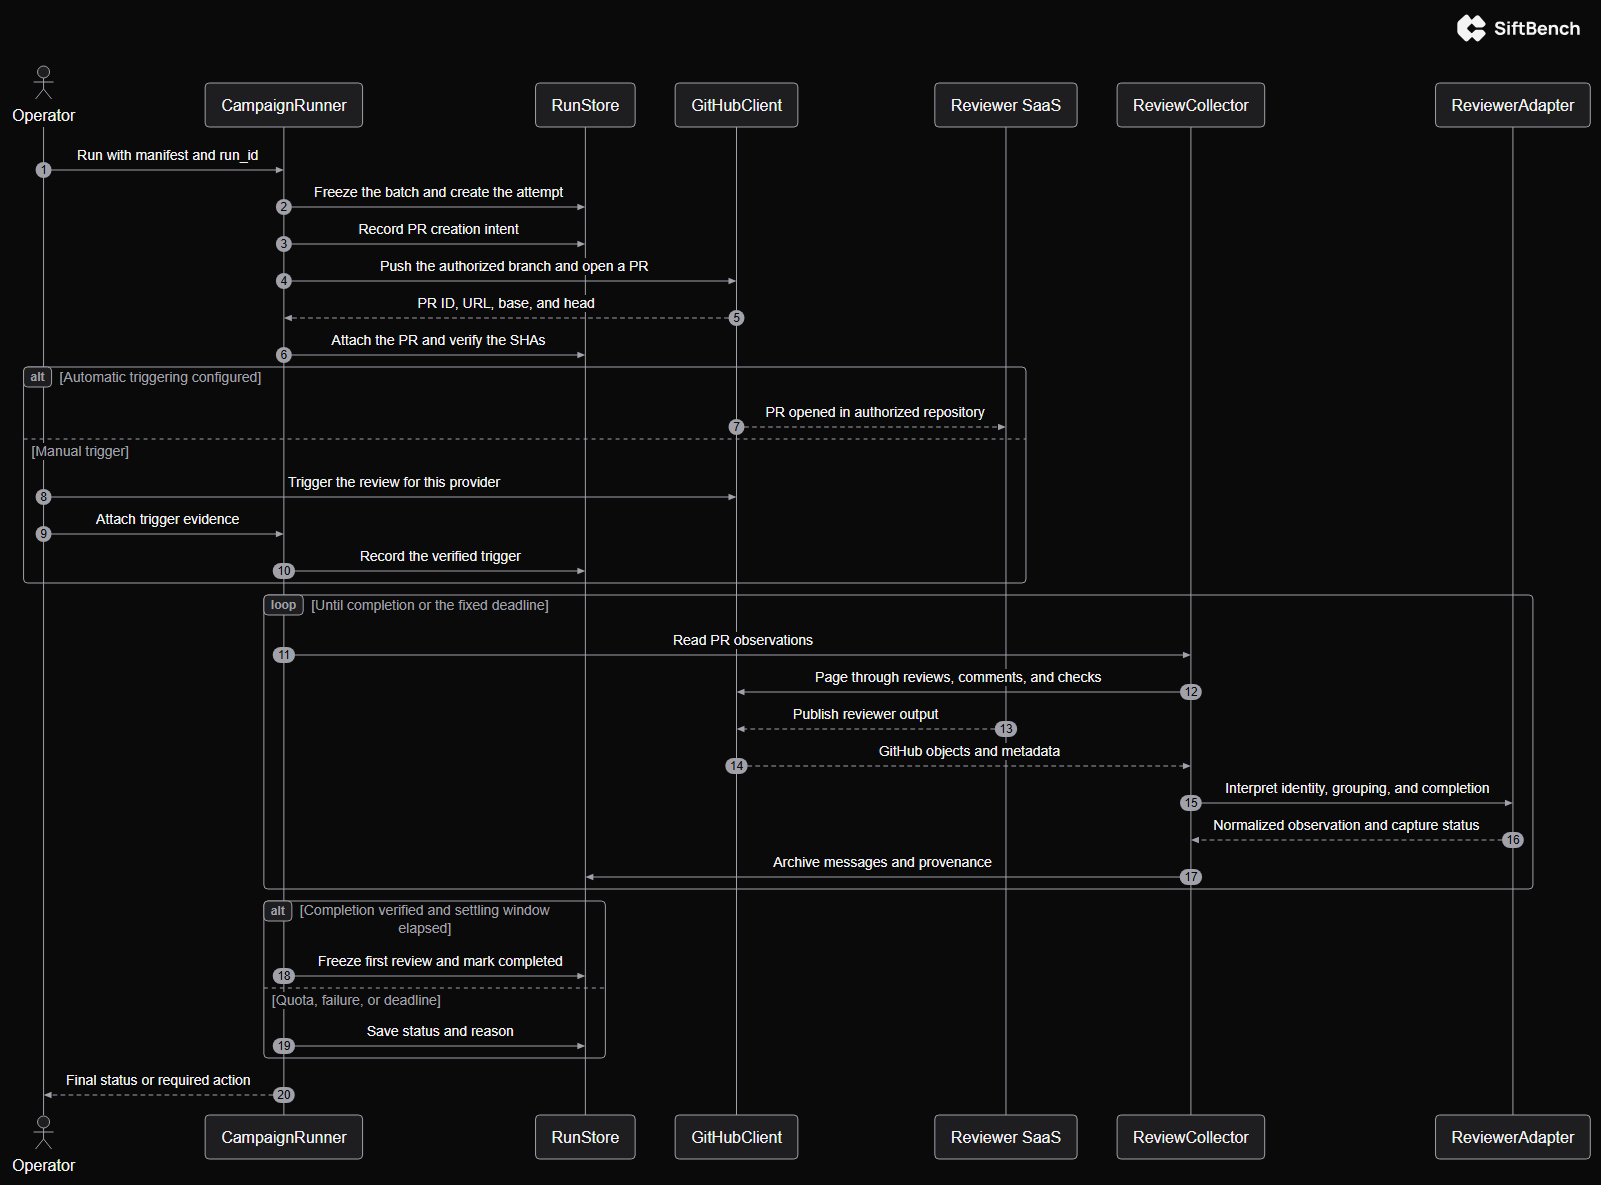 SiftBench
Operator
CampaignRunner
RunStore
GitHubClient
Reviewer SaaS
ReviewCollector
ReviewerAdapter
Run with manifest and run_id
1
Freeze the batch and create the attempt
2
Record PR creation intent
3
Push the authorized branch and open a PR
4
PR ID, URL, base, and head
5
Attach the PR and verify the SHAs
6
alt [Automatic triggering configured]
PR opened in authorized repository
7
[Manual trigger]
Trigger the review for this provider
8
Attach trigger evidence
9
Record the verified trigger
10
loop [Until completion or the fixed deadline]
Read PR observations
11
Page through reviews, comments, and checks
12
Publish reviewer output
13
GitHub objects and metadata
14
Interpret identity, grouping, and completion
15
Normalized observation and capture status
16
Archive messages and provenance
17
alt [Completion verified and settling window
elapsed]
Freeze first review and mark completed
18
[Quota, failure, or deadline]
Save status and reason
19
Final status or required action
20
Operator
CampaignRunner
RunStore
GitHubClient
Reviewer SaaS
ReviewCollector
ReviewerAdapter